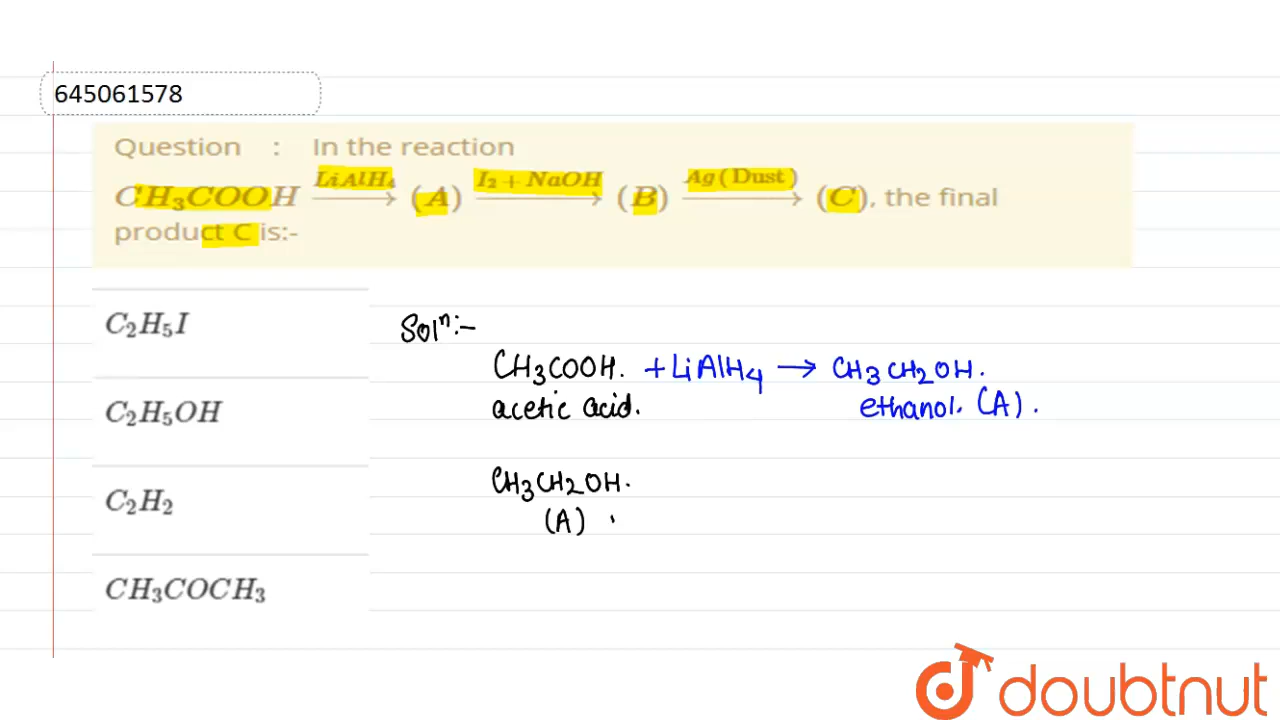 645061578
Question : In the reaction
CH₃COOH —LiAlH₄→ (A) —I₂ + NaOH→ (B) —Ag (Dust)→ (C), the final
product C is:-
C₂H₅I
C₂H₅OH
C₂H₂
CH₃COCH₃
Solⁿ:-
CH₃COOH. + LiAlH₄ → CH₃CH₂OH.
acetic acid. ethanol. (A).
CH₃CH₂OH.
(A)
doubtnut